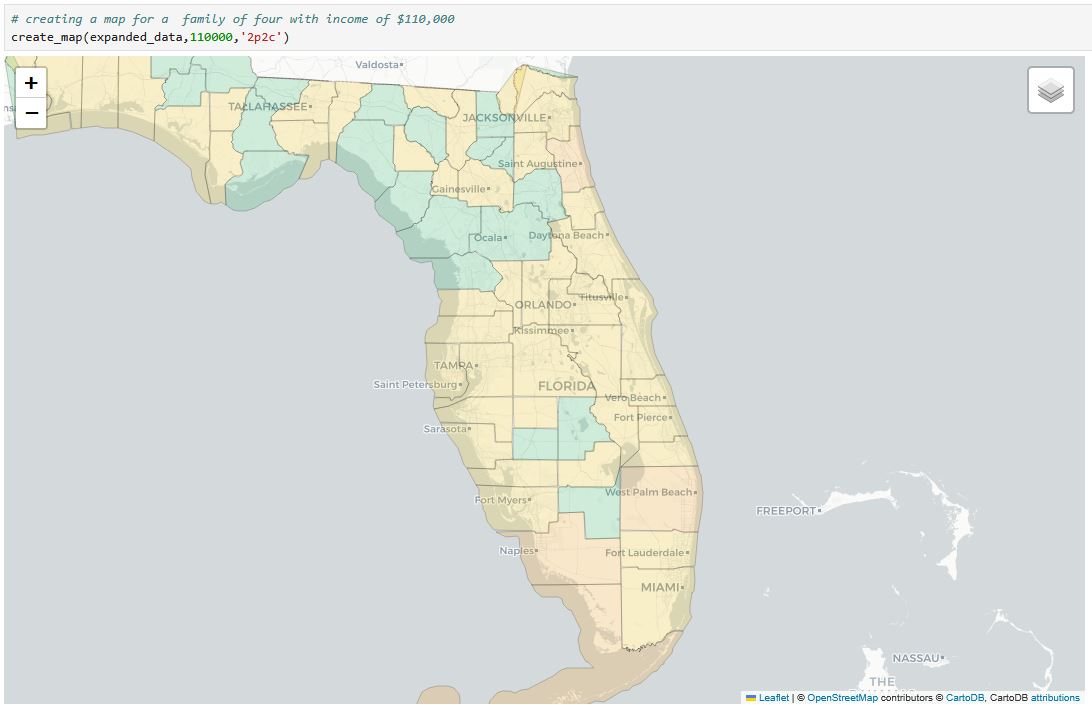 # creating a map for a  family of four with income of $110,000
create_map(expanded_data,110000,'2p2c')
+
−
Valdosta
TALLAHASSEE
JACKSONVILLE
Saint Augustine
Gainesville
Ocala
Daytona Beach
ORLANDO
Titusville
Kissimmee
TAMPA
Saint Petersburg
FLORIDA
Vero Beach
Fort Pierce
Sarasota
Fort Myers
West Palm Beach
FREEPORT
Naples
Fort Lauderdale
MIAMI
NASSAU
THE
Leaflet | © OpenStreetMap contributors © CartoDB, CartoDB attributions